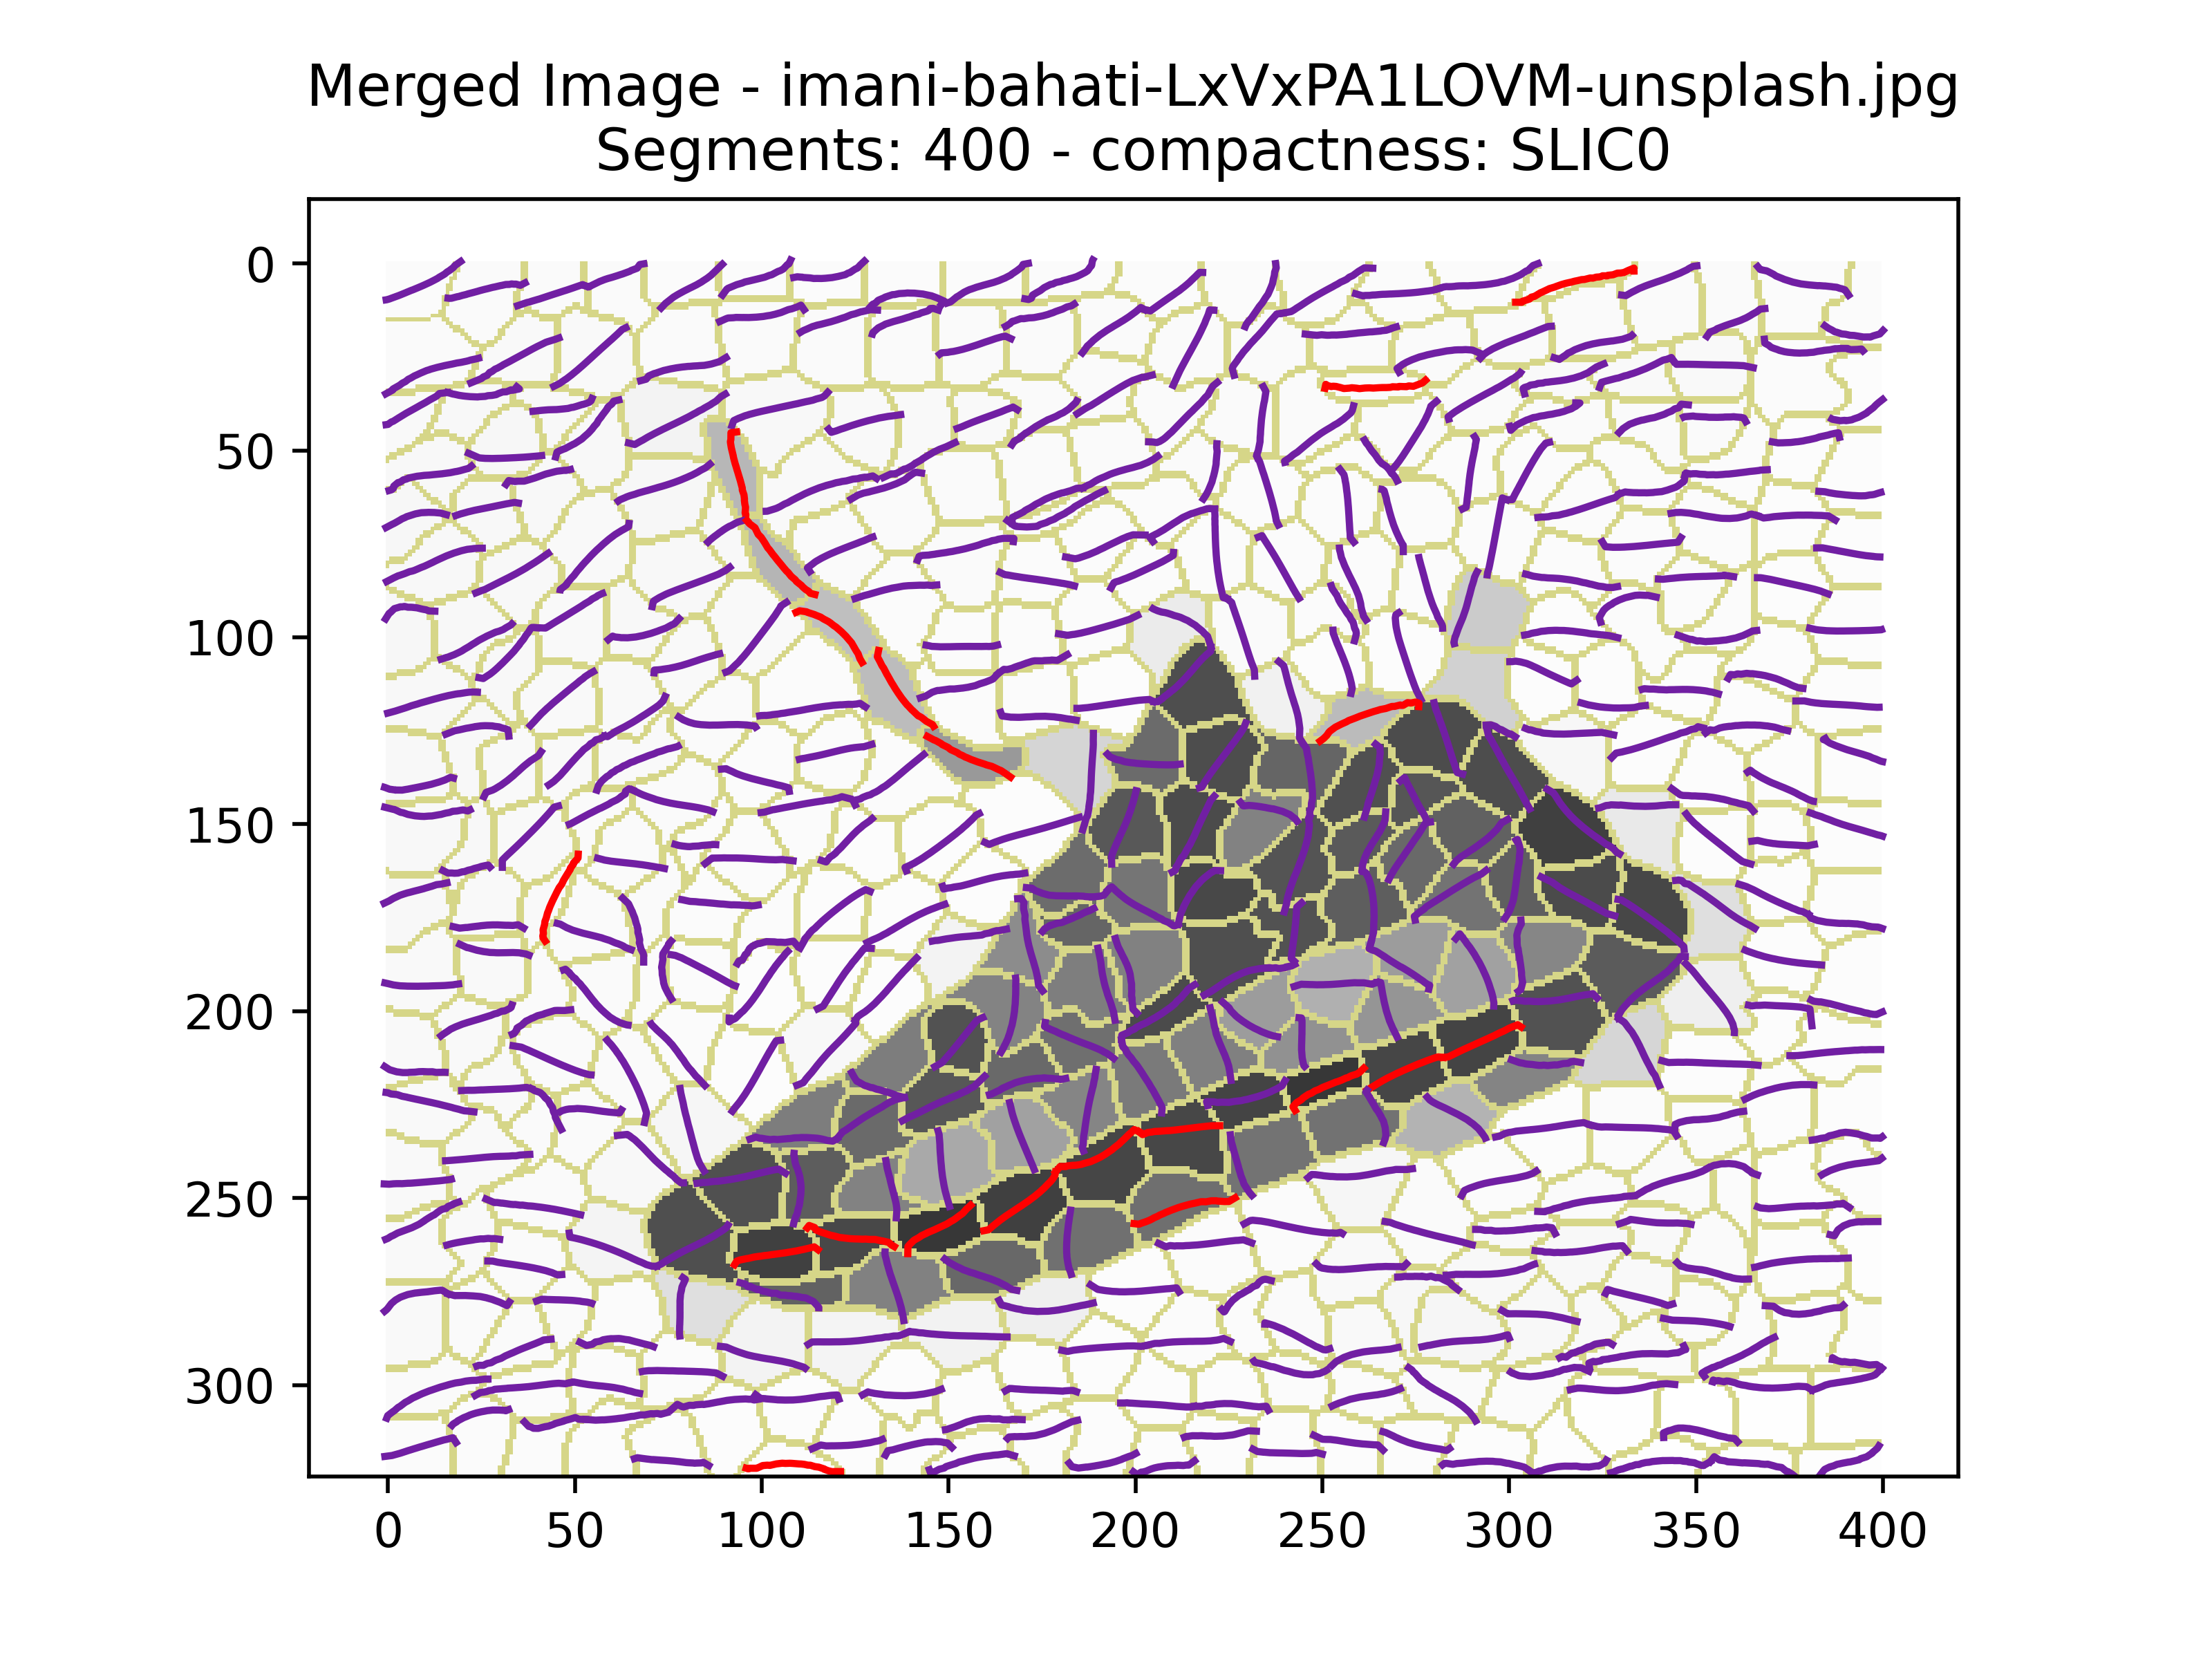 Merged Image - imani-bahati-LxVxPA1LOVM-unsplash.jpg
Segments: 400 - compactness: SLIC0
0
50
100
150
200
250
300
0 50 100 150 200 250 300 350 400